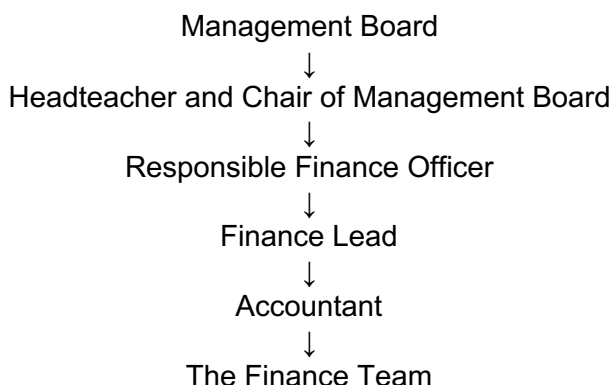 Management Board
↓
Headteacher and Chair of Management Board
↓
Responsible Finance Officer
↓
Finance Lead
↓
Accountant
↓
The Finance Team